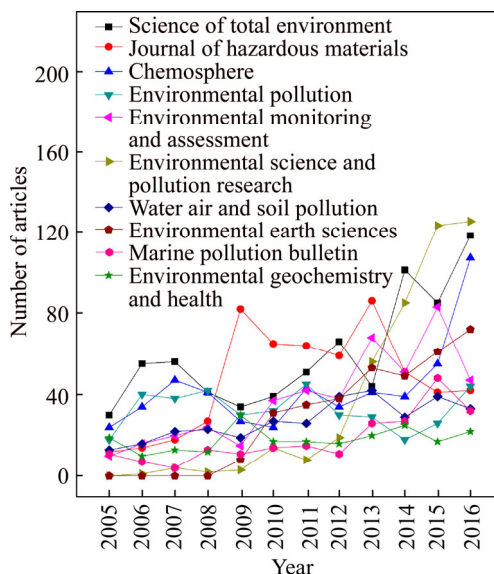 Science of total environment
Journal of hazardous materials
Chemosphere
Environmental pollution
Environmental monitoring
and assessment
Environmental science and
pollution research
Water air and soil pollution
Environmental earth sciences
Marine pollution bulletin
Environmental geochemistry
and health
Number of articles
220
160
120
80
40
0
2005
2006
2007
2008
2009
2010
2011
2012
2013
2014
2015
2016
Year